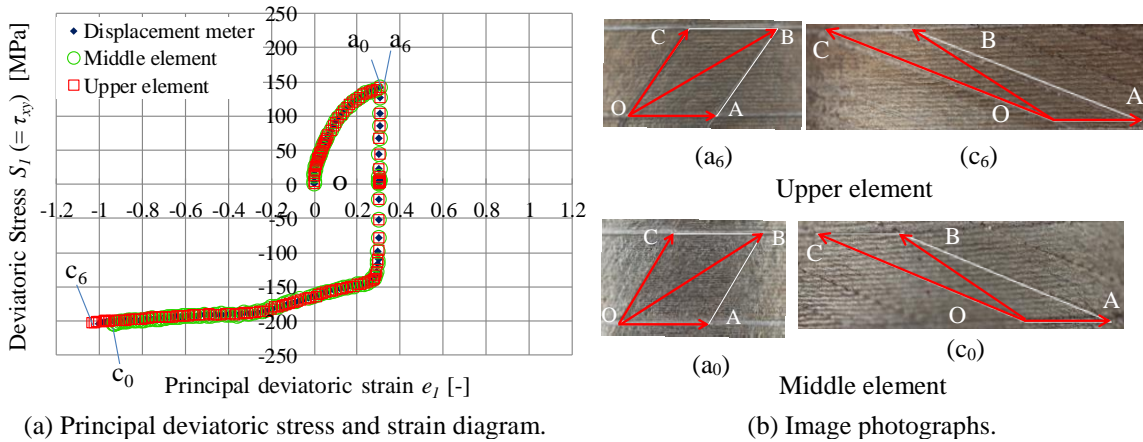 250
200
150
100
50
0
-50
-100
-150
-200
-250
-1.2 -1 -0.8 -0.6 -0.4 -0.2 0 0.2 0.4 0.6 0.8 1 1.2
Displacement meter
Middle element
Upper element
a0 a6
O
c6
c0
Deviatoric Stress S1 (= τxy) [MPa]
Principal deviatoric strain e1 [-]
(a) Principal deviatoric stress and strain diagram.
C B
O A
(a6)
C B
O A
(c6)
Upper element
C B
O A
(a0)
C B
O A
(c0)
Middle element
(b) Image photographs.